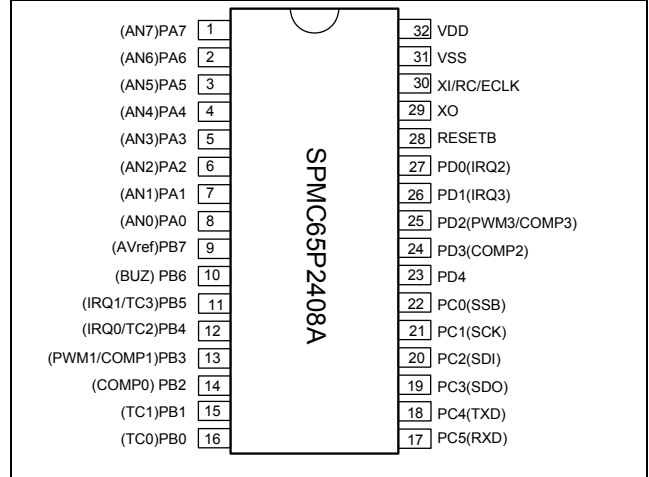 (AN7)PA7 1
(AN6)PA6 2
(AN5)PA5 3
(AN4)PA4 4
(AN3)PA3 5
(AN2)PA2 6
(AN1)PA1 7
(AN0)PA0 8
(AVref)PB7 9
(BUZ) PB6 10
(IRQ1/TC3)PB5 11
(IRQ0/TC2)PB4 12
(PWM1/COMP1)PB3 13
(COMP0) PB2 14
(TC1)PB1 15
(TC0)PB0 16
SPMC65P2408A
32 VDD
31 VSS
30 XI/RC/ECLK
29 XO
28 RESETB
27 PD0(IRQ2)
26 PD1(IRQ3)
25 PD2(PWM3/COMP3)
24 PD3(COMP2)
23 PD4
22 PC0(SSB)
21 PC1(SCK)
20 PC2(SDI)
19 PC3(SDO)
18 PC4(TXD)
17 PC5(RXD)